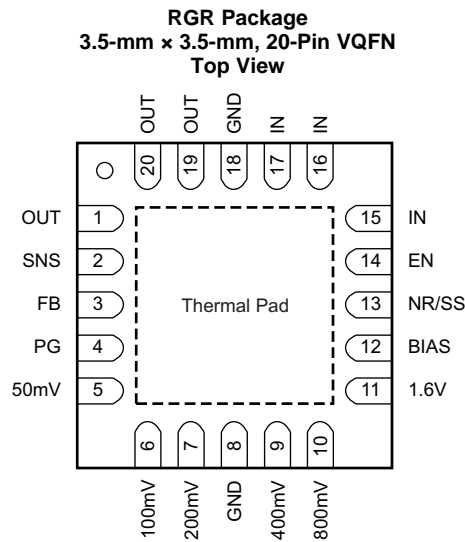 RGR Package
3.5-mm × 3.5-mm, 20-Pin VQFN
Top View
OUT OUT GND IN IN
20 19 18 17 16
OUT 1 15 IN
SNS 2 14 EN
FB 3 Thermal Pad 13 NR/SS
PG 4 12 BIAS
50mV 5 11 1.6V
6 7 8 9 10
100mV 200mV GND 400mV 800mV